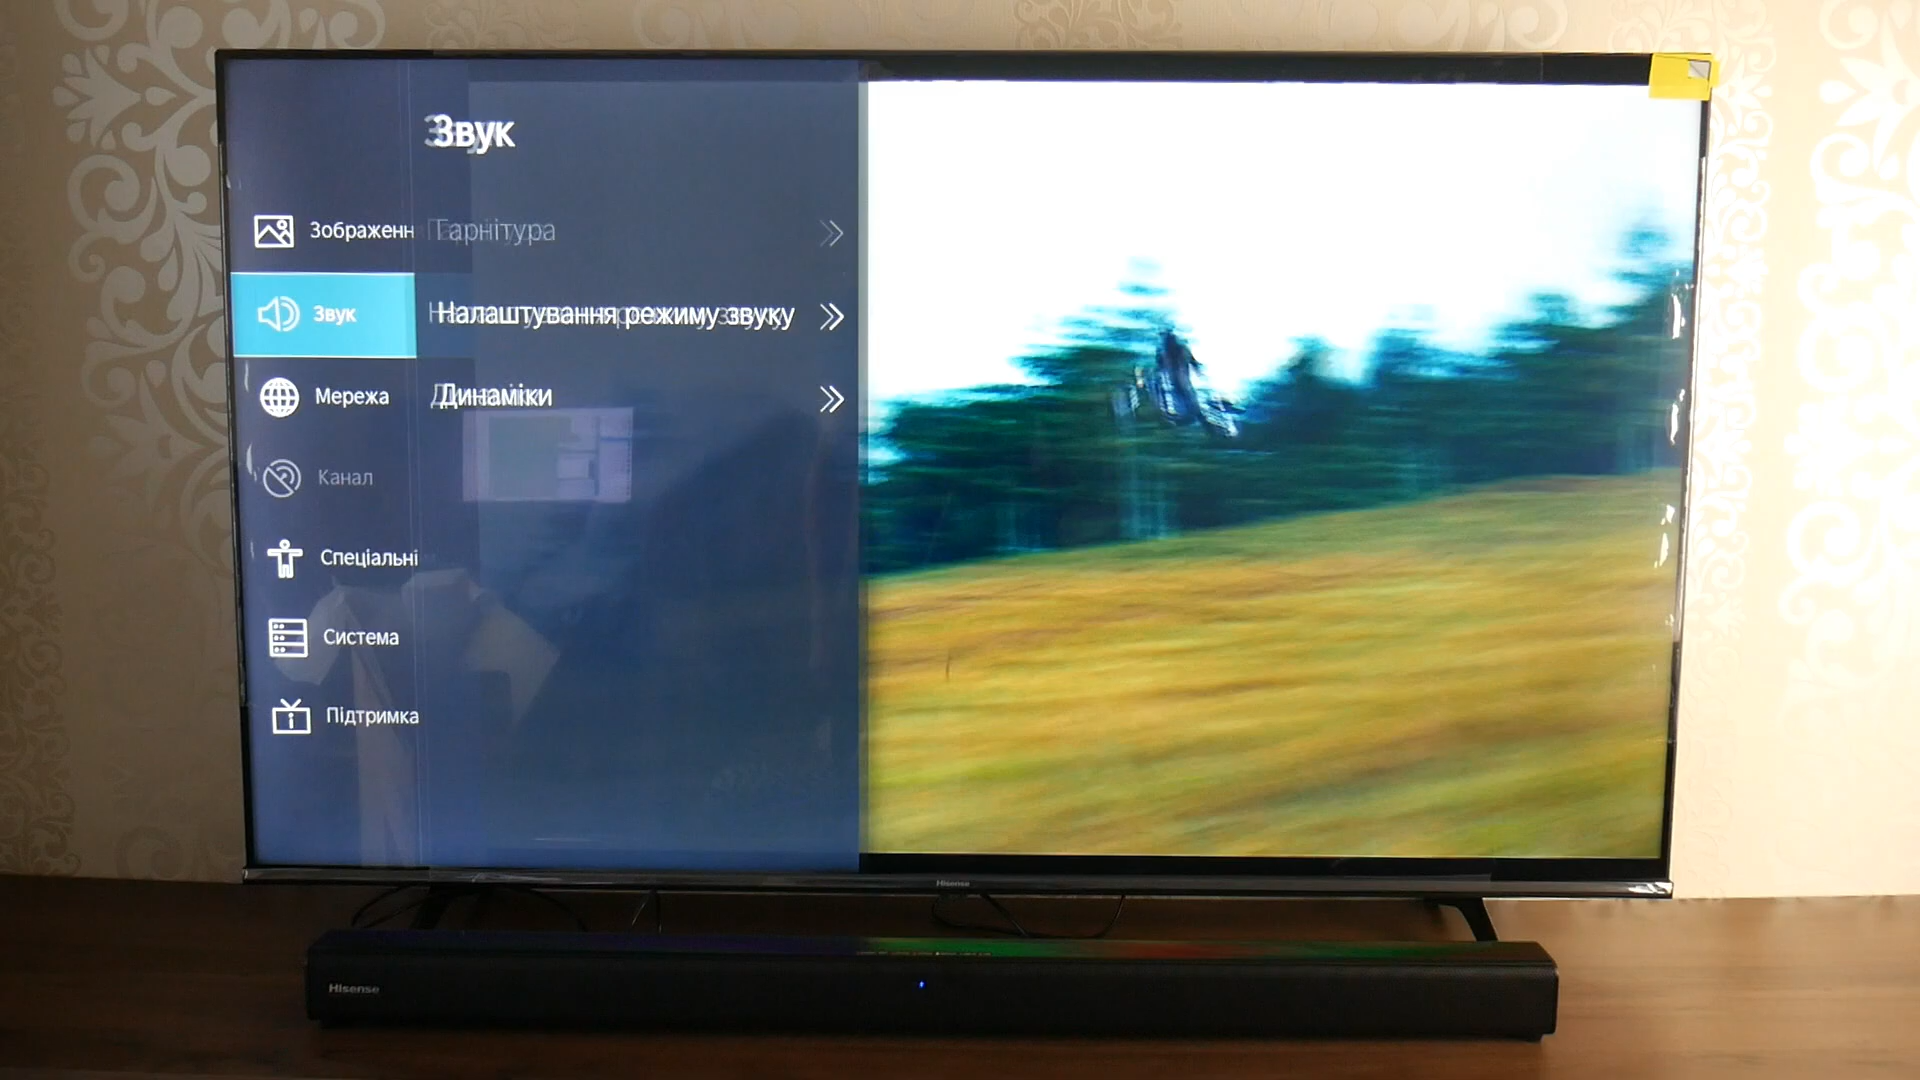 Звук
Зображенн
Гарнітура
Звук
Налаштування режиму звуку
Мережа
Динаміки
Канал
Спеціальні
Система
Підтримка
Hisense
Hisense